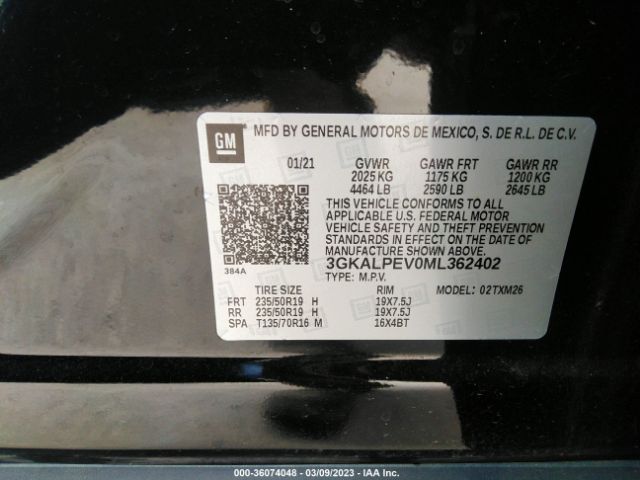 GM
MFD BY GENERAL MOTORS DE MEXICO, S. DE R.L. DE C.V.
01/21 GVWR GAWR FRT GAWR RR
2025 KG 1175 KG 1200 KG
4464 LB 2590 LB 2645 LB
THIS VEHICLE CONFORMS TO ALL
APPLICABLE U.S. FEDERAL MOTOR
VEHICLE SAFETY AND THEFT PREVENTION
STANDARDS IN EFFECT ON THE DATE
OF MANUFACTURE SHOWN ABOVE.
3GKALPEV0ML362402
384A
TYPE: M.P.V. MODEL: 02TXM26
TIRE SIZE RIM
FRT 235/50R19 H 19X7.5J
RR 235/50R19 H 19X7.5J
SPA T135/70R16 M 16X4BT
000-36074048 - 03/09/2023 - IAA Inc.